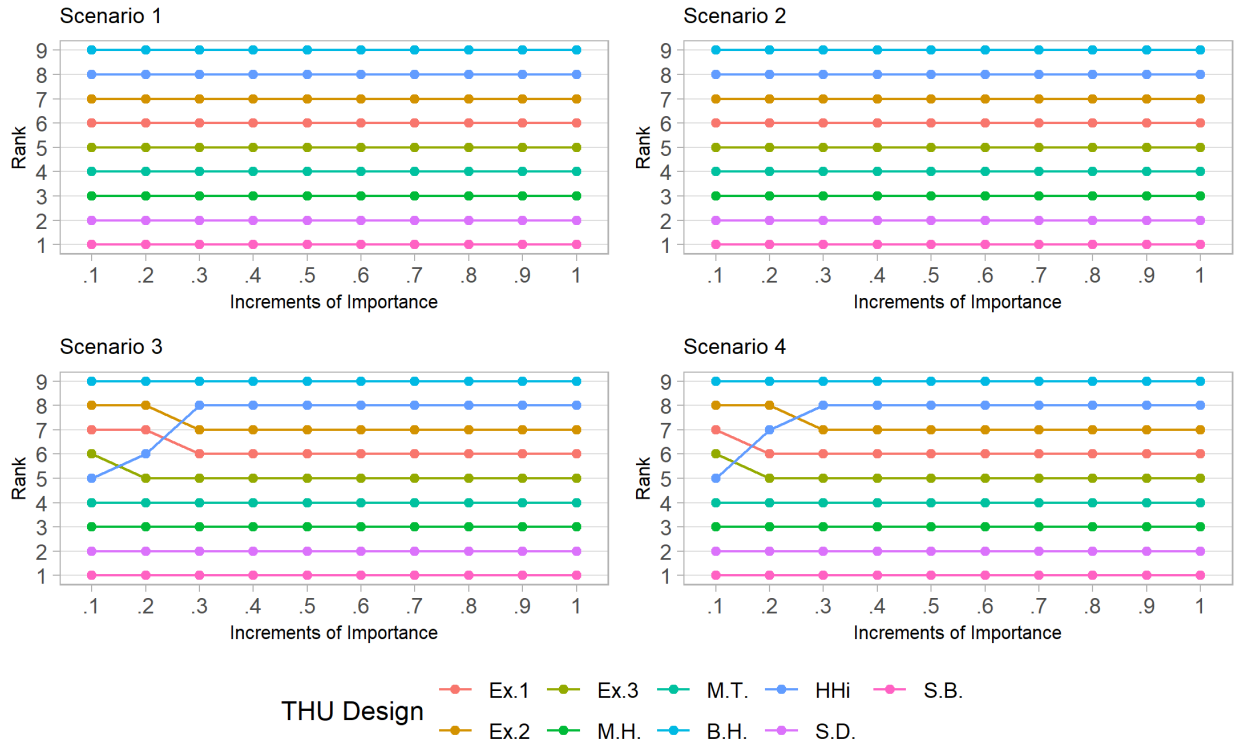 Scenario 1
9
8
7
6
5
4
3
2
1
Rank
.1 .2 .3 .4 .5 .6 .7 .8 .9 1
Increments of Importance
Scenario 2
9
8
7
6
5
4
3
2
1
Rank
.1 .2 .3 .4 .5 .6 .7 .8 .9 1
Increments of Importance
Scenario 3
9
8
7
6
5
4
3
2
1
Rank
.1 .2 .3 .4 .5 .6 .7 .8 .9 1
Increments of Importance
Scenario 4
9
8
7
6
5
4
3
2
1
Rank
.1 .2 .3 .4 .5 .6 .7 .8 .9 1
Increments of Importance
THU Design
Ex.1 Ex.3 M.T. HHi S.B.
Ex.2 M.H. B.H. S.D.